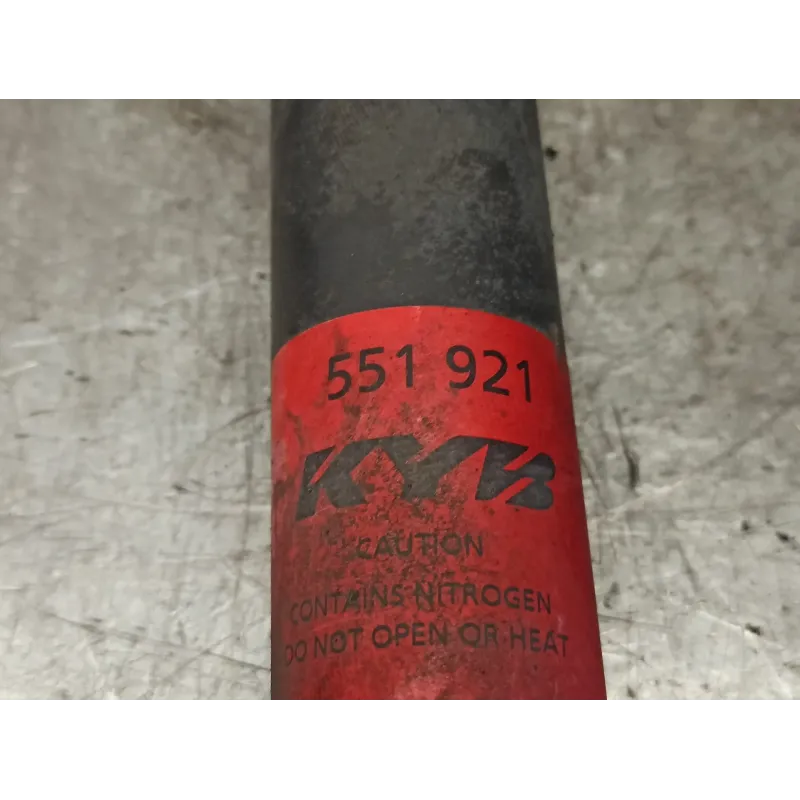 551 921
KYB
CAUTION
CONTAINS NITROGEN
DO NOT OPEN OR HEAT